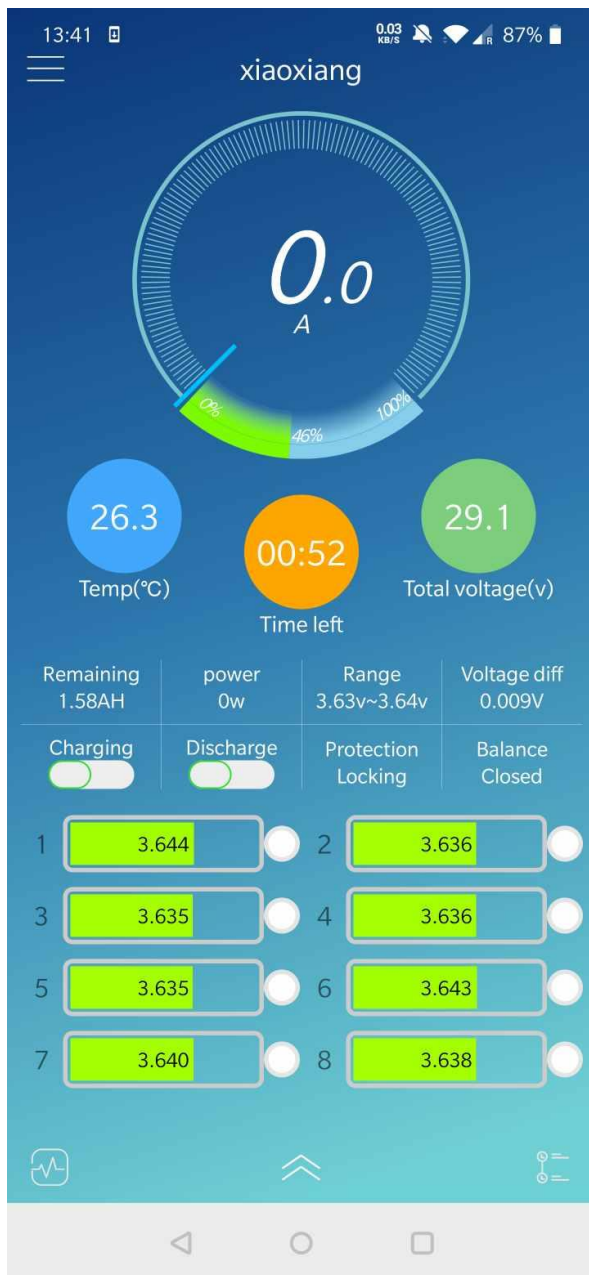 13:41 0.03 KB/S R 87%
xiaoxiang
0.0
A
0% 46% 100%
26.3 00:52 29.1
Temp(℃) Time left Total voltage(v)
Remaining power Range Voltage diff
1.58AH 0w 3.63v~3.64v 0.009V
Charging Discharge Protection Balance
Locking Closed
1 3.644 2 3.636
3 3.635 4 3.636
5 3.635 6 3.643
7 3.640 8 3.638